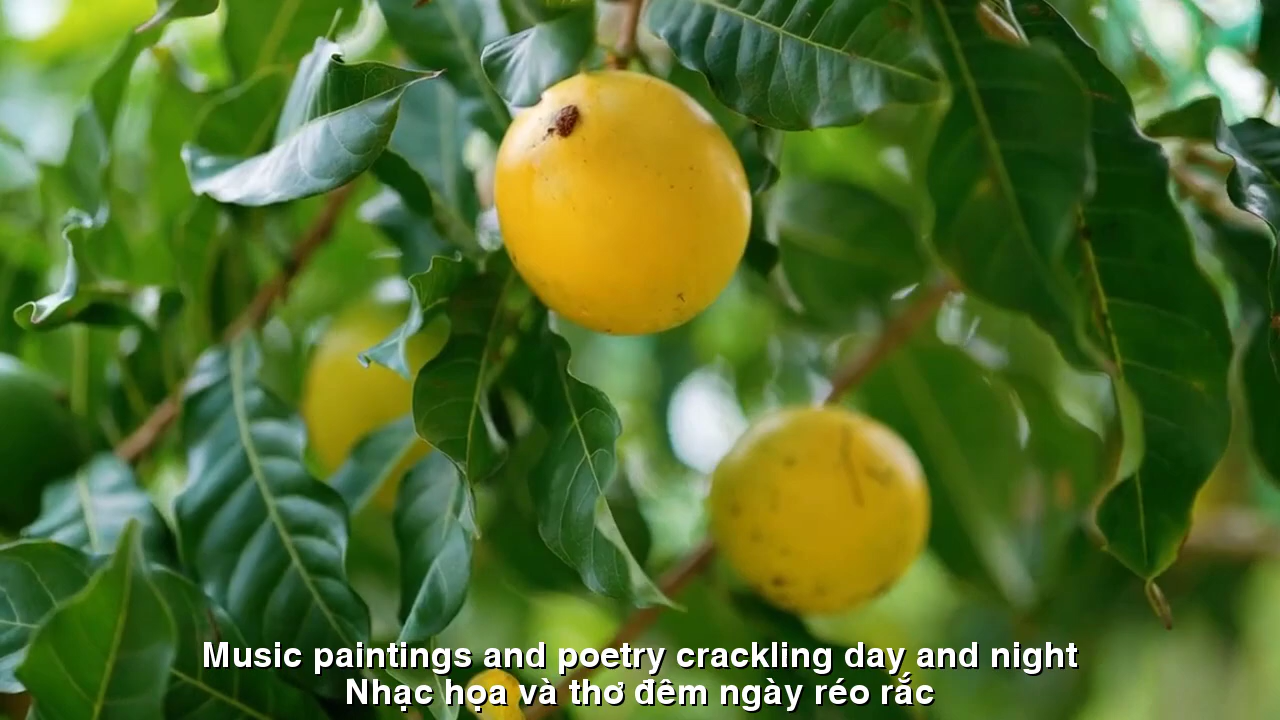 Music paintings and poetry crackling day and night
Nhạc họa và thơ đêm ngày réo rắc